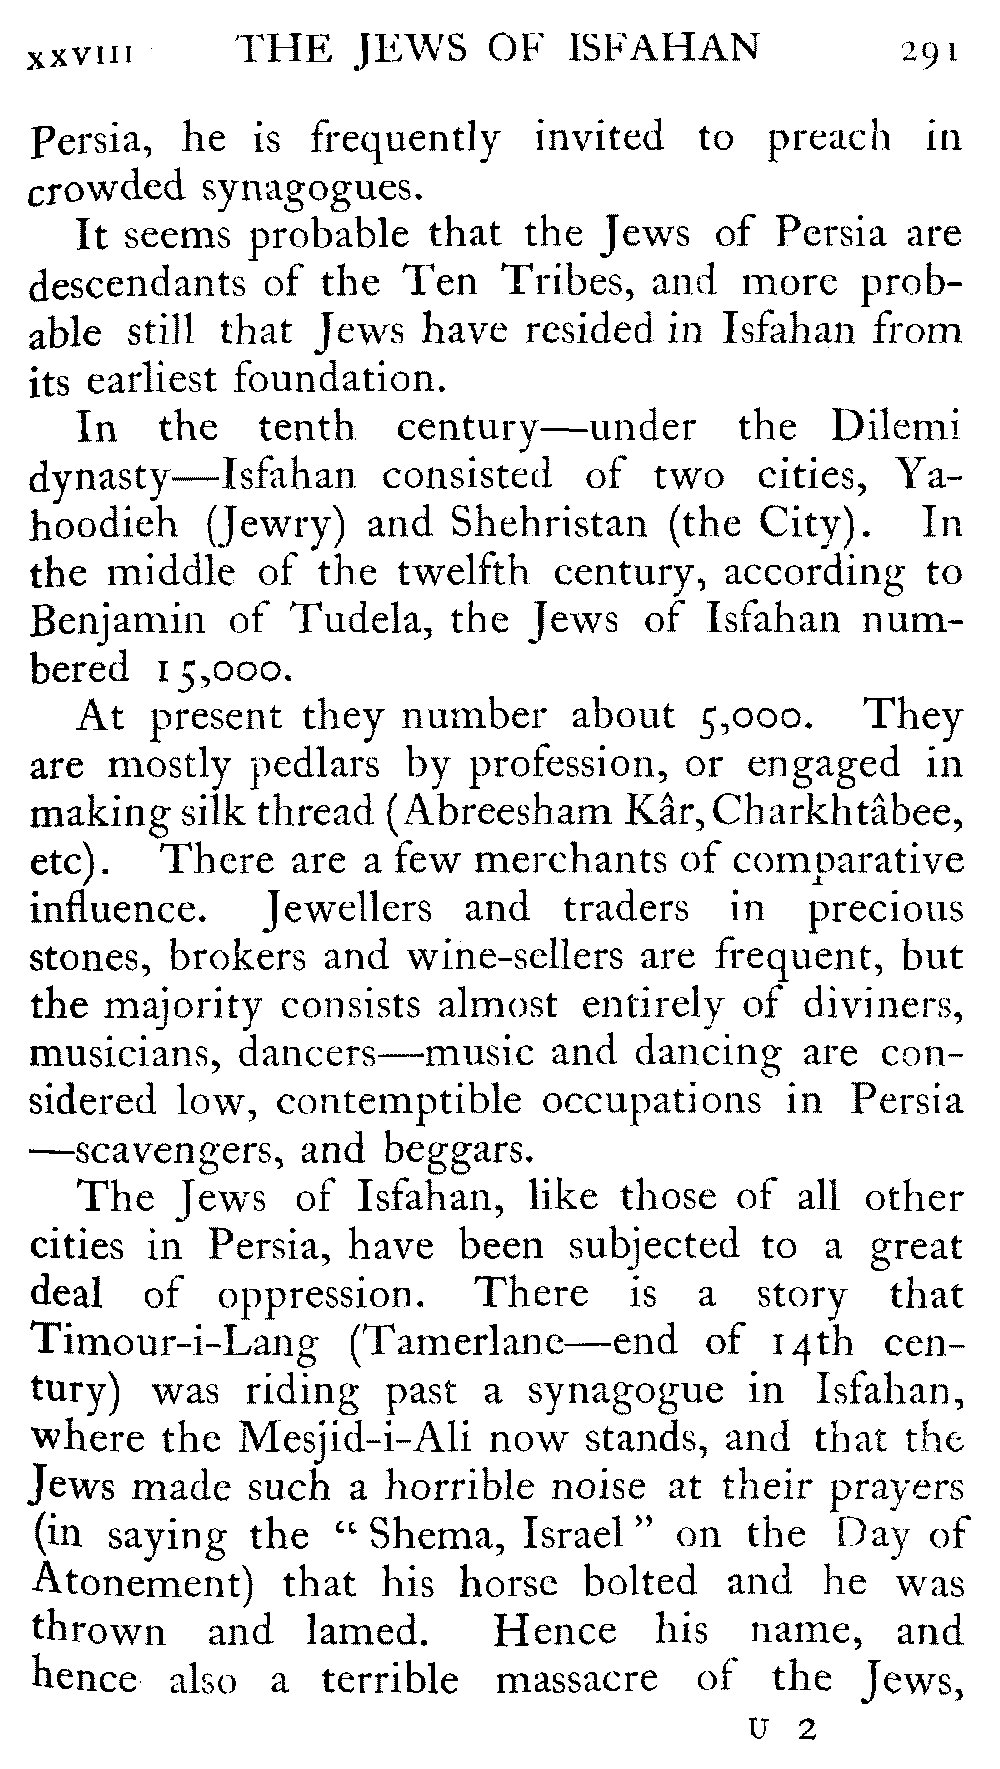 xxviii THE JEWS OF ISFAHAN 291
Persia, he is frequently invited to preach in
crowded synagogues.
It seems probable that the Jews of Persia are
descendants of the Ten Tribes, and more prob-
able still that Jews have resided in Isfahan from
its earliest foundation.
In the tenth century—under the Dilemi
dynasty—Isfahan consisted of two cities, Ya-
hoodieh (Jewry) and Shehristan (the City). In
the middle of the twelfth century, according to
Benjamin of Tudela, the Jews of Isfahan num-
bered 15,000.
At present they number about 5,000. They
are mostly pedlars by profession, or engaged in
making silk thread (Abreesham Kâr, Charkhtâbee,
etc). There are a few merchants of comparative
influence. Jewellers and traders in precious
stones, brokers and wine-sellers are frequent, but
the majority consists almost entirely of diviners,
musicians, dancers—music and dancing are con-
sidered low, contemptible occupations in Persia
—scavengers, and beggars.
The Jews of Isfahan, like those of all other
cities in Persia, have been subjected to a great
deal of oppression. There is a story that
Timour-i-Lang (Tamerlane—end of 14th cen-
tury) was riding past a synagogue in Isfahan,
where the Mesjid-i-Ali now stands, and that the
Jews made such a horrible noise at their prayers
(in saying the "Shema, Israel" on the Day of
Atonement) that his horse bolted and he was
thrown and lamed. Hence his name, and
hence also a terrible massacre of the Jews,
U 2